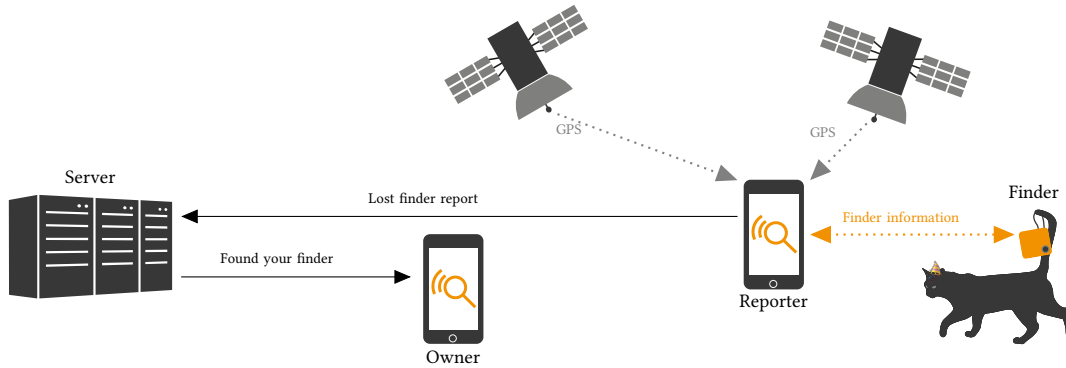 GPS
GPS
Server
Finder
Lost finder report
Finder information
Found your finder
Reporter
Owner